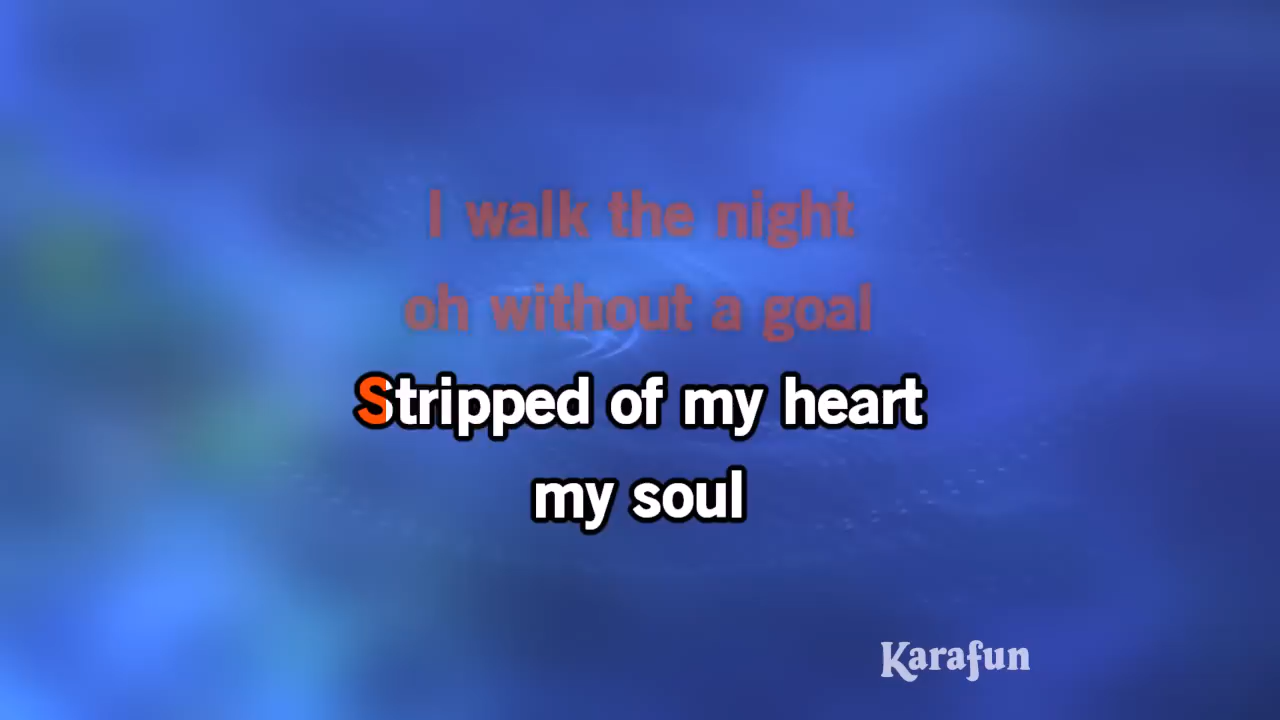 I walk the night
oh without a goal
Stripped of my heart
my soul
Karafun